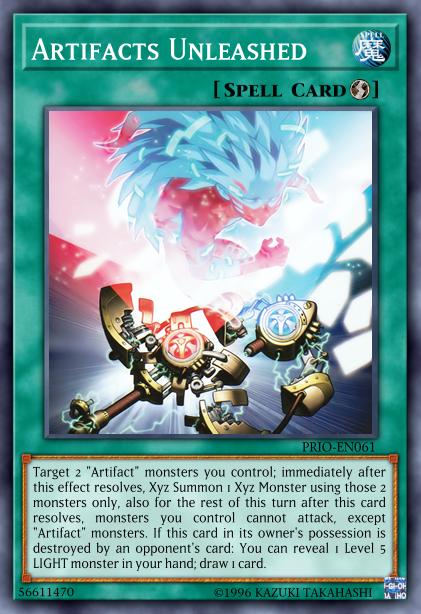 Artifacts Unleashed
SPELL
魔
[Spell Card]
PRIO-EN061
Target 2 "Artifact" monsters you control; immediately after
this effect resolves, Xyz Summon 1 Xyz Monster using those 2
monsters only, also for the rest of this turn after this card
resolves, monsters you control cannot attack, except
"Artifact" monsters. If this card in its owner's possession is
destroyed by an opponent's card: You can reveal 1 Level 5
LIGHT monster in your hand; draw 1 card.
56611470
©1996 KAZUKI TAKAHASHI